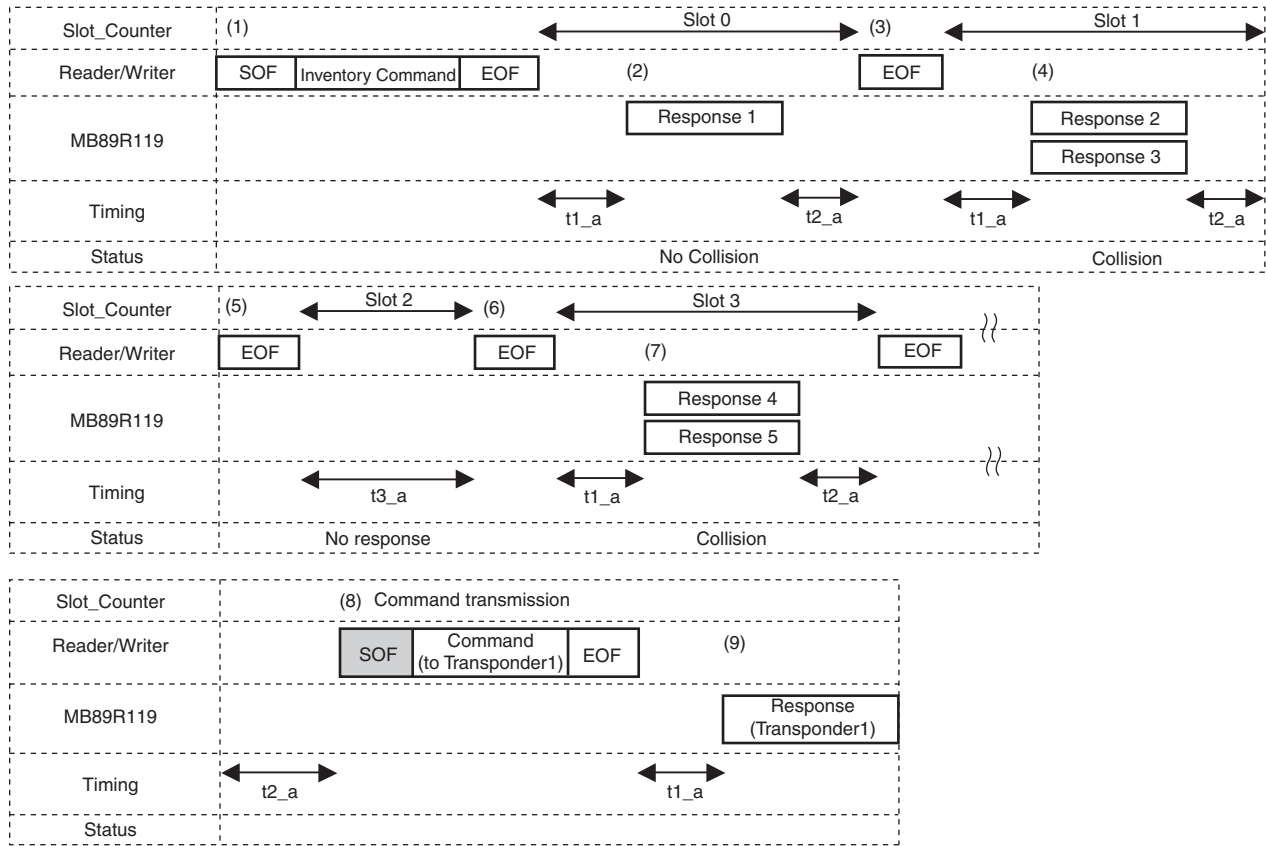 Slot_Counter (1) Slot 0 (3) Slot 1
Reader/Writer SOF Inventory Command EOF (2) EOF (4)
MB89R119 Response 1 Response 2
Response 3
Timing t1_a t2_a t1_a t2_a
Status No Collision Collision
Slot_Counter (5) Slot 2 (6) Slot 3
Reader/Writer EOF EOF (7) EOF
MB89R119 Response 4
Response 5
Timing t3_a t1_a t2_a
Status No response Collision
Slot_Counter (8) Command transmission
Reader/Writer SOF Command (to Transponder1) EOF (9)
MB89R119 Response (Transponder1)
Timing t2_a t1_a
Status